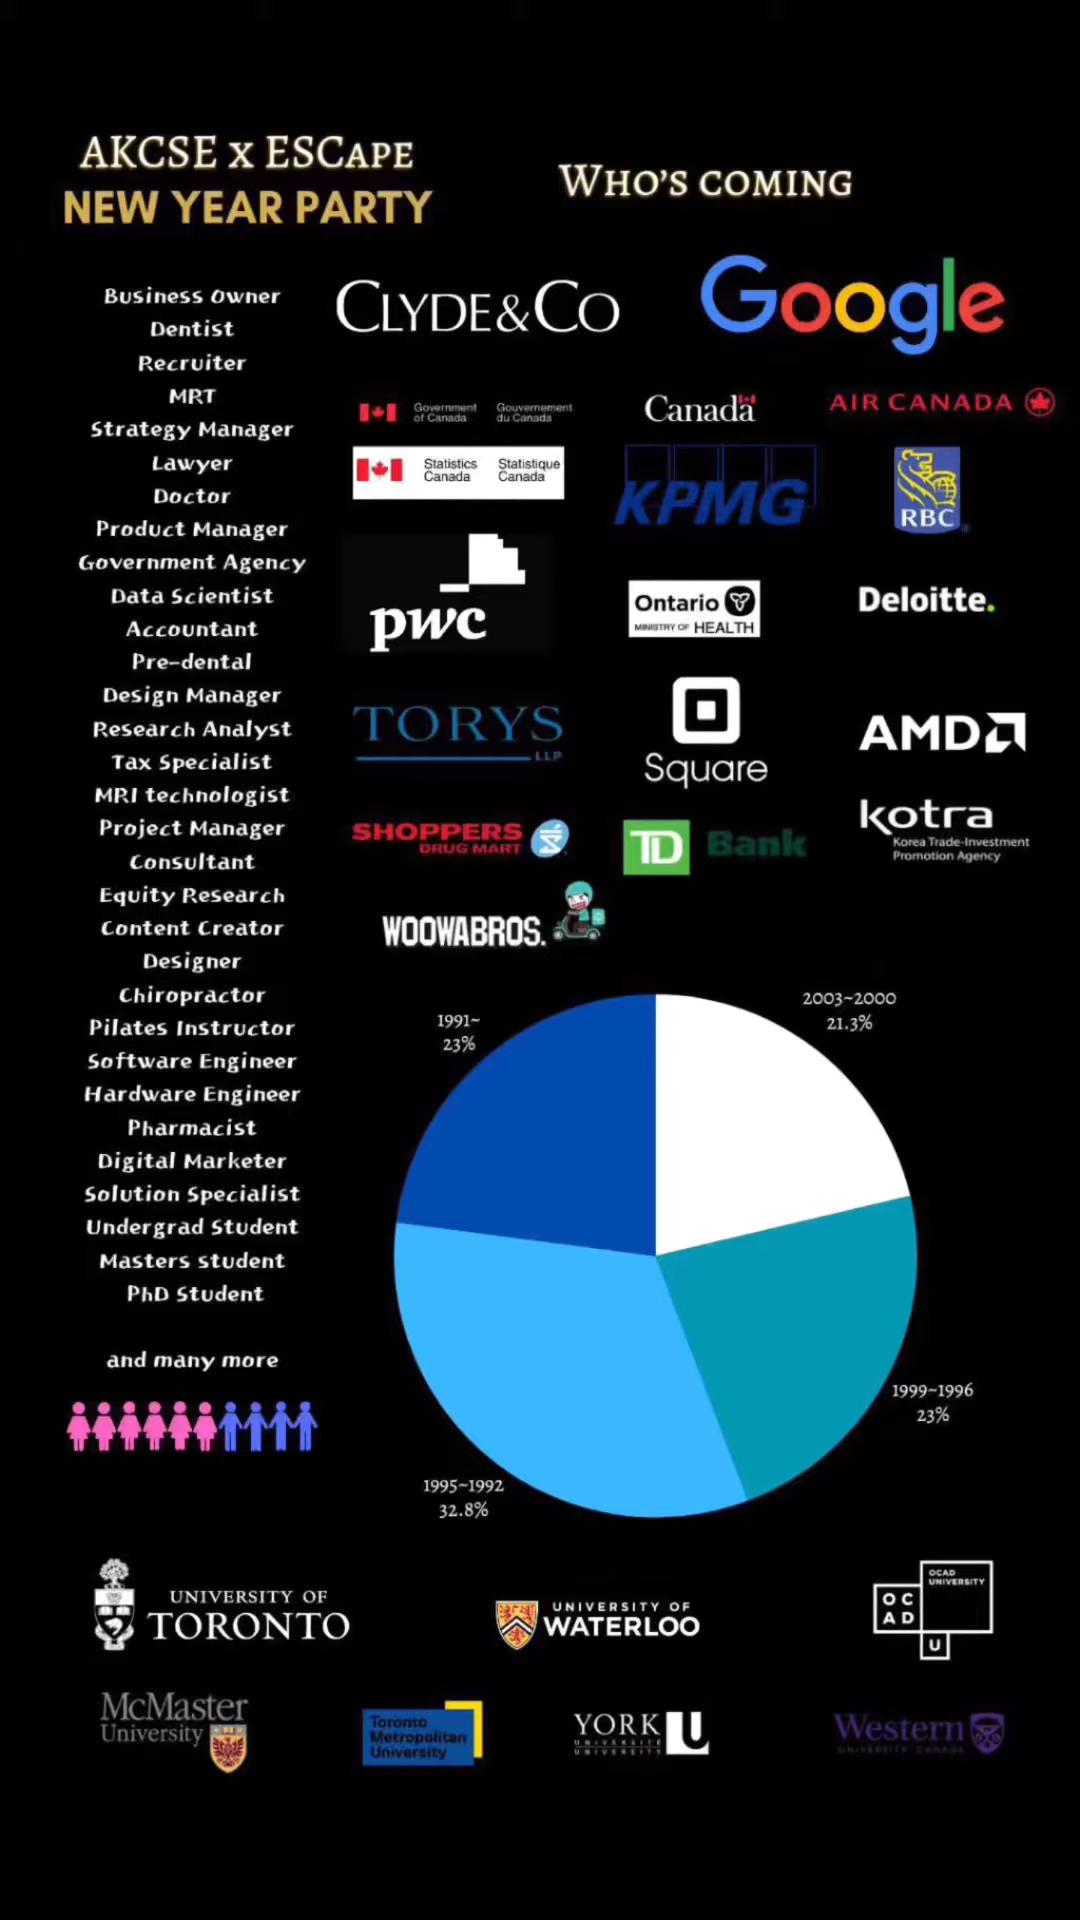 AKCSE x ESCAPE
NEW YEAR PARTY
WHO'S COMING
Business Owner
Dentist
Recruiter
MRT
Strategy Manager
Lawyer
Doctor
Product Manager
Government Agency
Data Scientist
Accountant
Pre-dental
Design Manager
Research Analyst
Tax Specialist
MRI technologist
Project Manager
Consultant
Equity Research
Content Creator
Designer
Chiropractor
Pilates Instructor
Software Engineer
Hardware Engineer
Pharmacist
Digital Marketer
Solution Specialist
Undergrad Student
Masters student
PhD Student
and many more
CLYDE&CO
Google
Government
of Canada
Gouvernement
du Canada
Canada
AIR CANADA
Statistics
Canada
Statistique
Canada
KPMG
RBC
pwc
Ontario
MINISTRY OF HEALTH
Deloitte.
TORYS
LLP
Square
AMD
SHOPPERS
DRUG MART
TD Bank
kotra
Korea Trade-Investment
Promotion Agency
WOOWABROS.
1991~
23%
2003~2000
21.3%
1999~1996
23%
1995~1992
32.8%
UNIVERSITY OF
TORONTO
UNIVERSITY OF
WATERLOO
OCAD
UNIVERSITY
OC
AD
U
McMaster
University
Toronto
Metropolitan
University
YORK U
UNIVERSITÉ
UNIVERSITY
Western
UNIVERSITY · CANADA